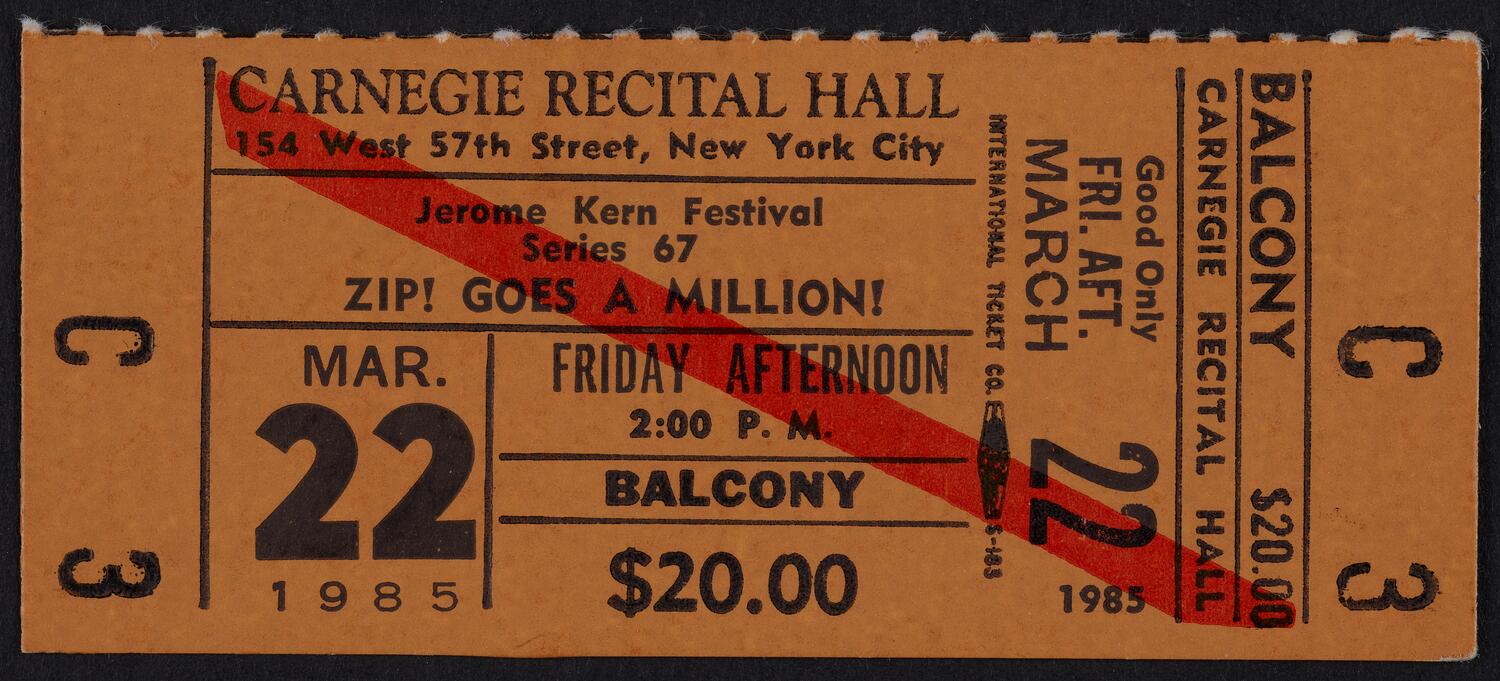 C
3
CARNEGIE RECITAL HALL
154 West 57th Street, New York City
Jerome Kern Festival
Series 67
ZIP! GOES A MILLION!
MAR.
22
1985
FRIDAY AFTERNOON
2:00 P. M.
BALCONY
$20.00
INTERNATIONAL TICKET CO. S-183
Good Only
FRI. AFT.
MARCH
22
1985
CARNEGIE RECITAL HALL
BALCONY $20.00
C
3